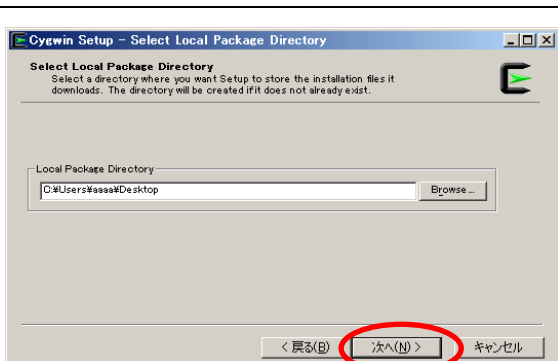 Cygwin Setup - Select Local Package Directory
Select Local Package Directory
Select a directory where you want Setup to store the installation files it
downloads. The directory will be created if it does not already exist.
Local Package Directory
C:¥Users¥aaaa¥Desktop
Browse...
< 戻る(B)
次へ(N) >
キャンセル